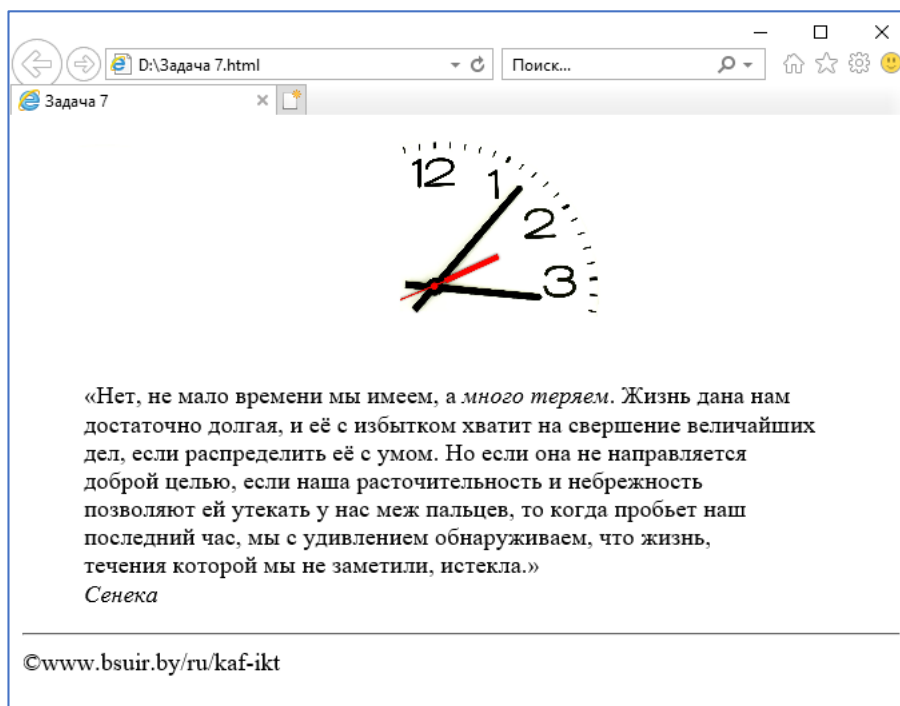 D:\Задача 7.html
Поиск...
Задача 7
12
1
2
3
«Нет, не мало времени мы имеем, а много теряем. Жизнь дана нам
достаточно долгая, и её с избытком хватит на свершение величайших
дел, если распределить её с умом. Но если она не направляется
доброй целью, если наша расточительность и небрежность
позволяют ей утекать у нас меж пальцев, то когда пробьет наш
последний час, мы с удивлением обнаруживаем, что жизнь,
течения которой мы не заметили, истекла.»
Сенека
©www.bsuir.by/ru/kaf-ikt